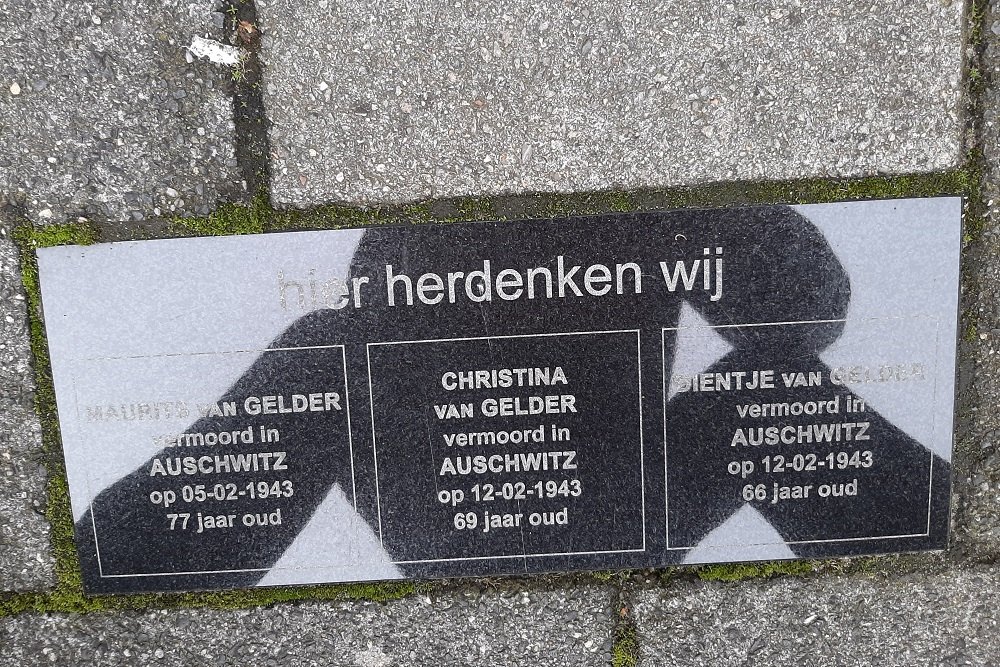 hier herdenken wij
MAURITS VAN GELDER
vermoord in
AUSCHWITZ
op 05-02-1943
77 jaar oud
CHRISTINA
VAN GELDER
vermoord in
AUSCHWITZ
op 12-02-1943
69 jaar oud
DIENTJE VAN GELDER
vermoord in
AUSCHWITZ
op 12-02-1943
66 jaar oud